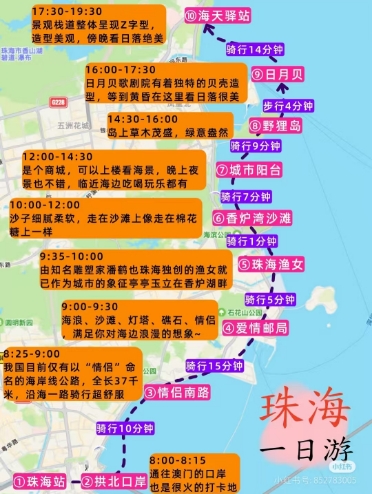 17:30-19:30
景观栈道整体呈现Z字型，
造型美观，傍晚看日落绝美
⑩海天驿站
骑行14分钟
16:00-17:30
日月贝歌剧院有着独特的贝壳造
型，等到黄昏在这里看日落很美
⑨日月贝
步行4分钟
14:30-16:00
岛上草木茂盛，绿意盎然
⑧野狸岛
骑行9分钟
12:00-14:30
是个商城，可以上楼看海景，晚上夜
景也不错，临近海边吃喝玩乐都有
⑦城市阳台
骑行7分钟
10:00-12:00
沙子细腻柔软，走在沙滩上像走在棉花
糖上一样
⑥香炉湾沙滩
骑行1分钟
9:35-10:00
由知名雕塑家潘鹤也珠海独创的渔女就
已作为城市的象征亭亭玉立在香炉湖畔
⑤珠海渔女
骑行5分钟
9:00-9:30
海浪、沙滩、灯塔、礁石、情侣
，满足你对海边浪漫的想象~
④爱情邮局
骑行15分钟
8:25-9:00
我国目前仅有以“情侣”命
名的海岸线公路，全长37千
米，沿海一路骑行超舒服
③情侣南路
骑行10分钟
8:00-8:15
通往澳门的口岸
也是很火的打卡地
①珠海站
②拱北口岸
珠海
一日游
小红书
G228
五洲花城
海滨公园
石花山公园